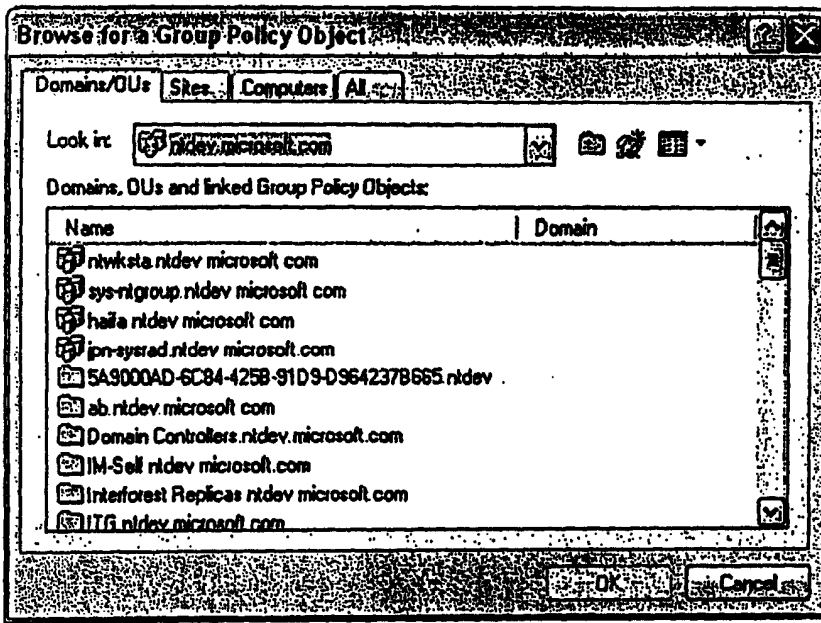 Browse for a Group Policy Object
Domains/OUs Sites Computers All
Look in: ntdev.microsoft.com
Domains, OUs and linked Group Policy Objects:
Name Domain
ntwksta.ntdev.microsoft.com
sys-ntgroup.ntdev.microsoft.com
haifa.ntdev.microsoft.com
jpn-sysrad.ntdev.microsoft.com
5A9000AD-6C84-425B-91D9-D964237B665.ntdev
ab.ntdev.microsoft.com
Domain Controllers.ntdev.microsoft.com
IM-Self.ntdev.microsoft.com
Interforest Replicas.ntdev.microsoft.com
ITG.ntdev.microsoft.com
OK Cancel